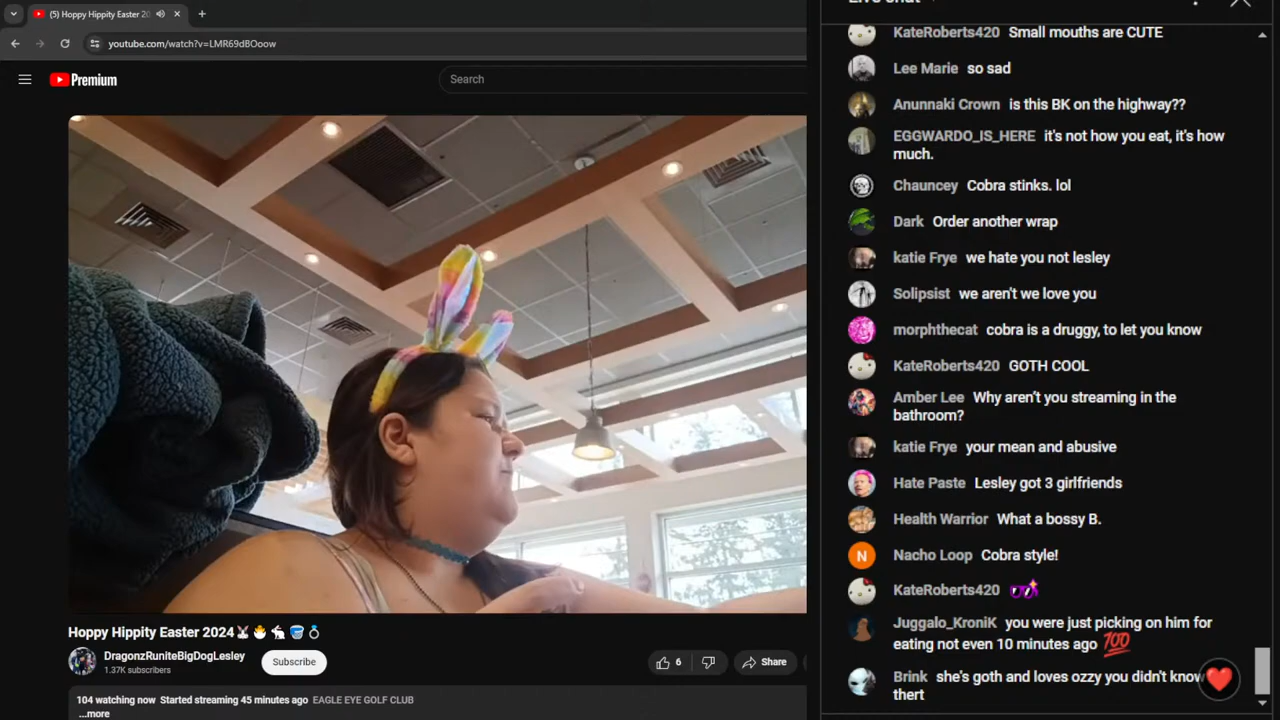 (5) Hoppy Hippity Easter 20
youtube.com/watch?v=LMR69dBOoow
Premium
Search
Hoppy Hippity Easter 2024🐰🐣🐇🪣💍
DragonzRuniteBigDogLesley
1.37K subscribers
Subscribe
6
Share
104 watching now Started streaming 45 minutes ago EAGLE EYE GOLF CLUB
...more
KateRoberts420 Small mouths are CUTE
Lee Marie so sad
Anunnaki Crown is this BK on the highway??
EGGWARDO_IS_HERE it's not how you eat, it's how
much.
Chauncey Cobra stinks. lol
Dark Order another wrap
katie Frye we hate you not lesley
Solipsist we aren't we love you
morphthecat cobra is a druggy, to let you know
KateRoberts420 GOTH COOL
Amber Lee Why aren't you streaming in the
bathroom?
katie Frye your mean and abusive
Hate Paste Lesley got 3 girlfriends
Health Warrior What a bossy B.
N Nacho Loop Cobra style!
KateRoberts420
Juggalo_KroniK you were just picking on him for
eating not even 10 minutes ago 💯
Brink she's goth and loves ozzy you didn't know
thert